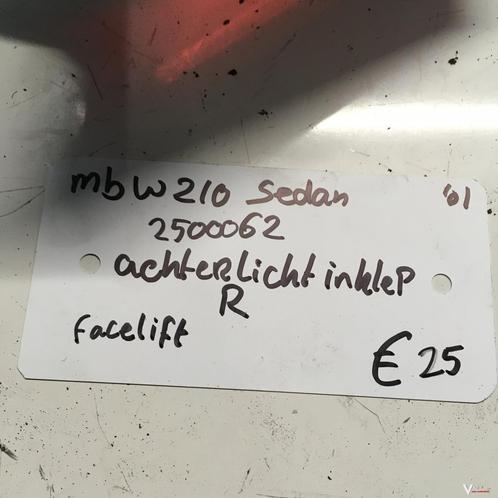 mb W210 Sedan '01
2500062
achterlicht inklep
R
facelift
€ 25